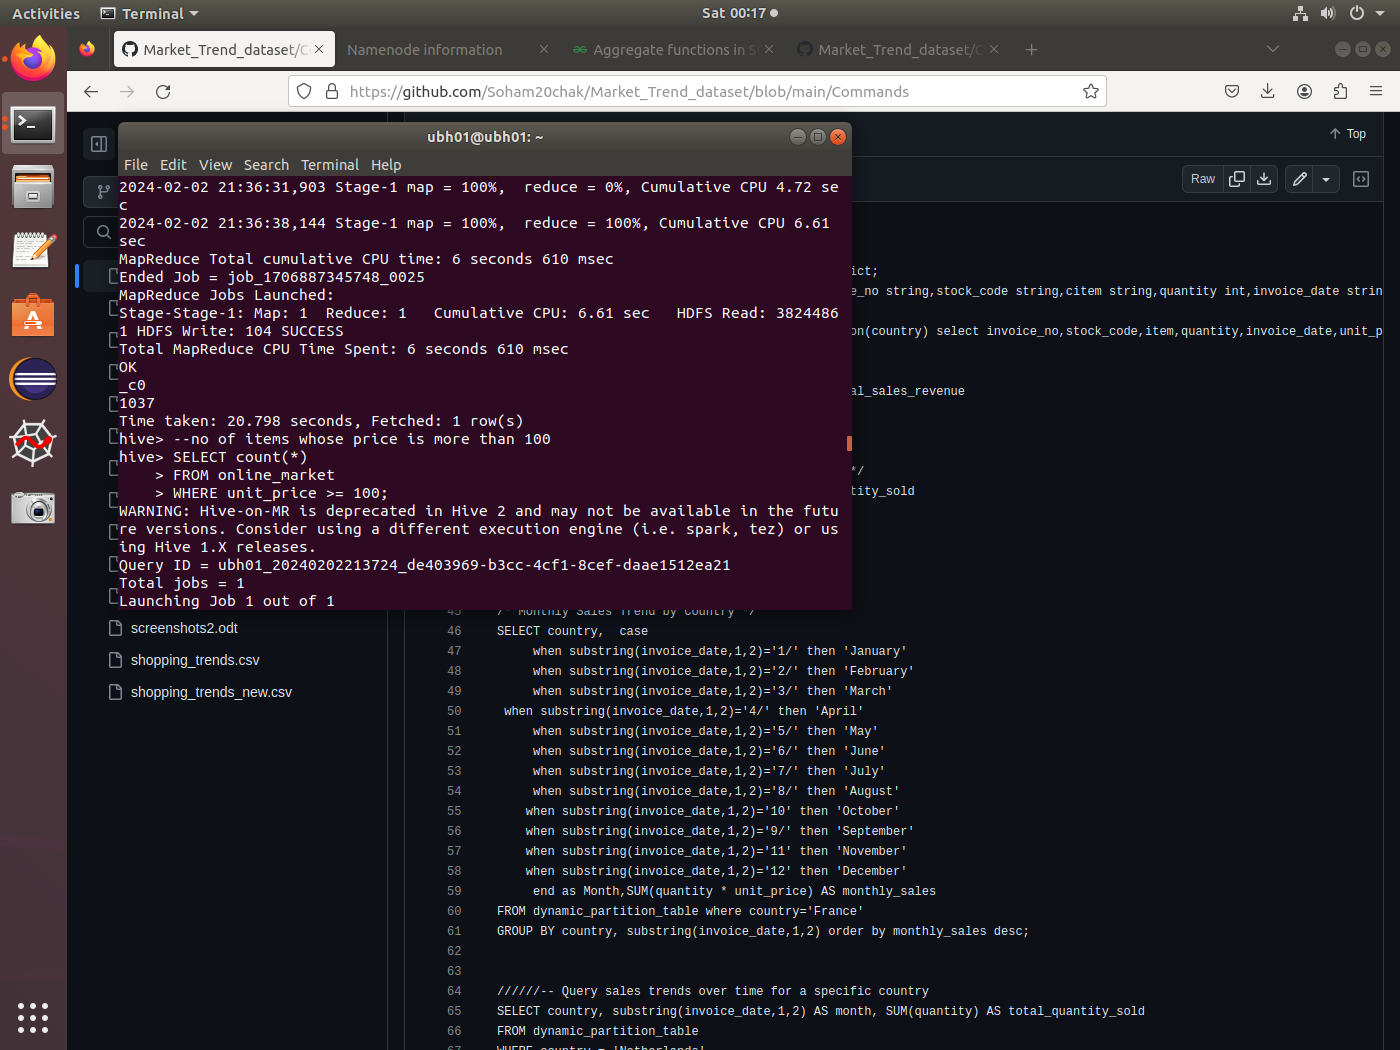 Activities
Terminal
Sat 00:17
Market_Trend_dataset/C
Namenode information
Aggregate functions in S
Market_Trend_dataset/C
https://github.com/Soham20chak/Market_Trend_dataset/blob/main/Commands
Top
Raw
ubh01@ubh01: ~
File Edit View Search Terminal Help
2024-02-02 21:36:31,903 Stage-1 map = 100%,  reduce = 0%, Cumulative CPU 4.72 se
c
2024-02-02 21:36:38,144 Stage-1 map = 100%,  reduce = 100%, Cumulative CPU 6.61
sec
MapReduce Total cumulative CPU time: 6 seconds 610 msec
Ended Job = job_1706887345748_0025
MapReduce Jobs Launched:
Stage-Stage-1: Map: 1  Reduce: 1   Cumulative CPU: 6.61 sec   HDFS Read: 3824486
1 HDFS Write: 104 SUCCESS
Total MapReduce CPU Time Spent: 6 seconds 610 msec
OK
_c0
1037
Time taken: 20.798 seconds, Fetched: 1 row(s)
hive> --no of items whose price is more than 100
hive> SELECT count(*)
    > FROM online_market
    > WHERE unit_price >= 100;
WARNING: Hive-on-MR is deprecated in Hive 2 and may not be available in the futu
re versions. Consider using a different execution engine (i.e. spark, tez) or us
ing Hive 1.X releases.
Query ID = ubh01_20240202213724_de403969-b3cc-4cf1-8cef-daae1512ea21
Total jobs = 1
Launching Job 1 out of 1
ict;
e_no string,stock_code string,citem string,quantity int,invoice_date strin
on(country) select invoice_no,stock_code,item,quantity,invoice_date,unit_p
al_sales_revenue
*/
tity_sold
screenshots2.odt
shopping_trends.csv
shopping_trends_new.csv
45 /* Monthly Sales Trend by Country */
46 SELECT country,  case
47 when substring(invoice_date,1,2)='1/' then 'January'
48 when substring(invoice_date,1,2)='2/' then 'February'
49 when substring(invoice_date,1,2)='3/' then 'March'
50 when substring(invoice_date,1,2)='4/' then 'April'
51 when substring(invoice_date,1,2)='5/' then 'May'
52 when substring(invoice_date,1,2)='6/' then 'June'
53 when substring(invoice_date,1,2)='7/' then 'July'
54 when substring(invoice_date,1,2)='8/' then 'August'
55 when substring(invoice_date,1,2)='10' then 'October'
56 when substring(invoice_date,1,2)='9/' then 'September'
57 when substring(invoice_date,1,2)='11' then 'November'
58 when substring(invoice_date,1,2)='12' then 'December'
59 end as Month,SUM(quantity * unit_price) AS monthly_sales
60 FROM dynamic_partition_table where country='France'
61 GROUP BY country, substring(invoice_date,1,2) order by monthly_sales desc;
62
63
64 //////-- Query sales trends over time for a specific country
65 SELECT country, substring(invoice_date,1,2) AS month, SUM(quantity) AS total_quantity_sold
66 FROM dynamic_partition_table
67 WHERE country = 'Netherlands'